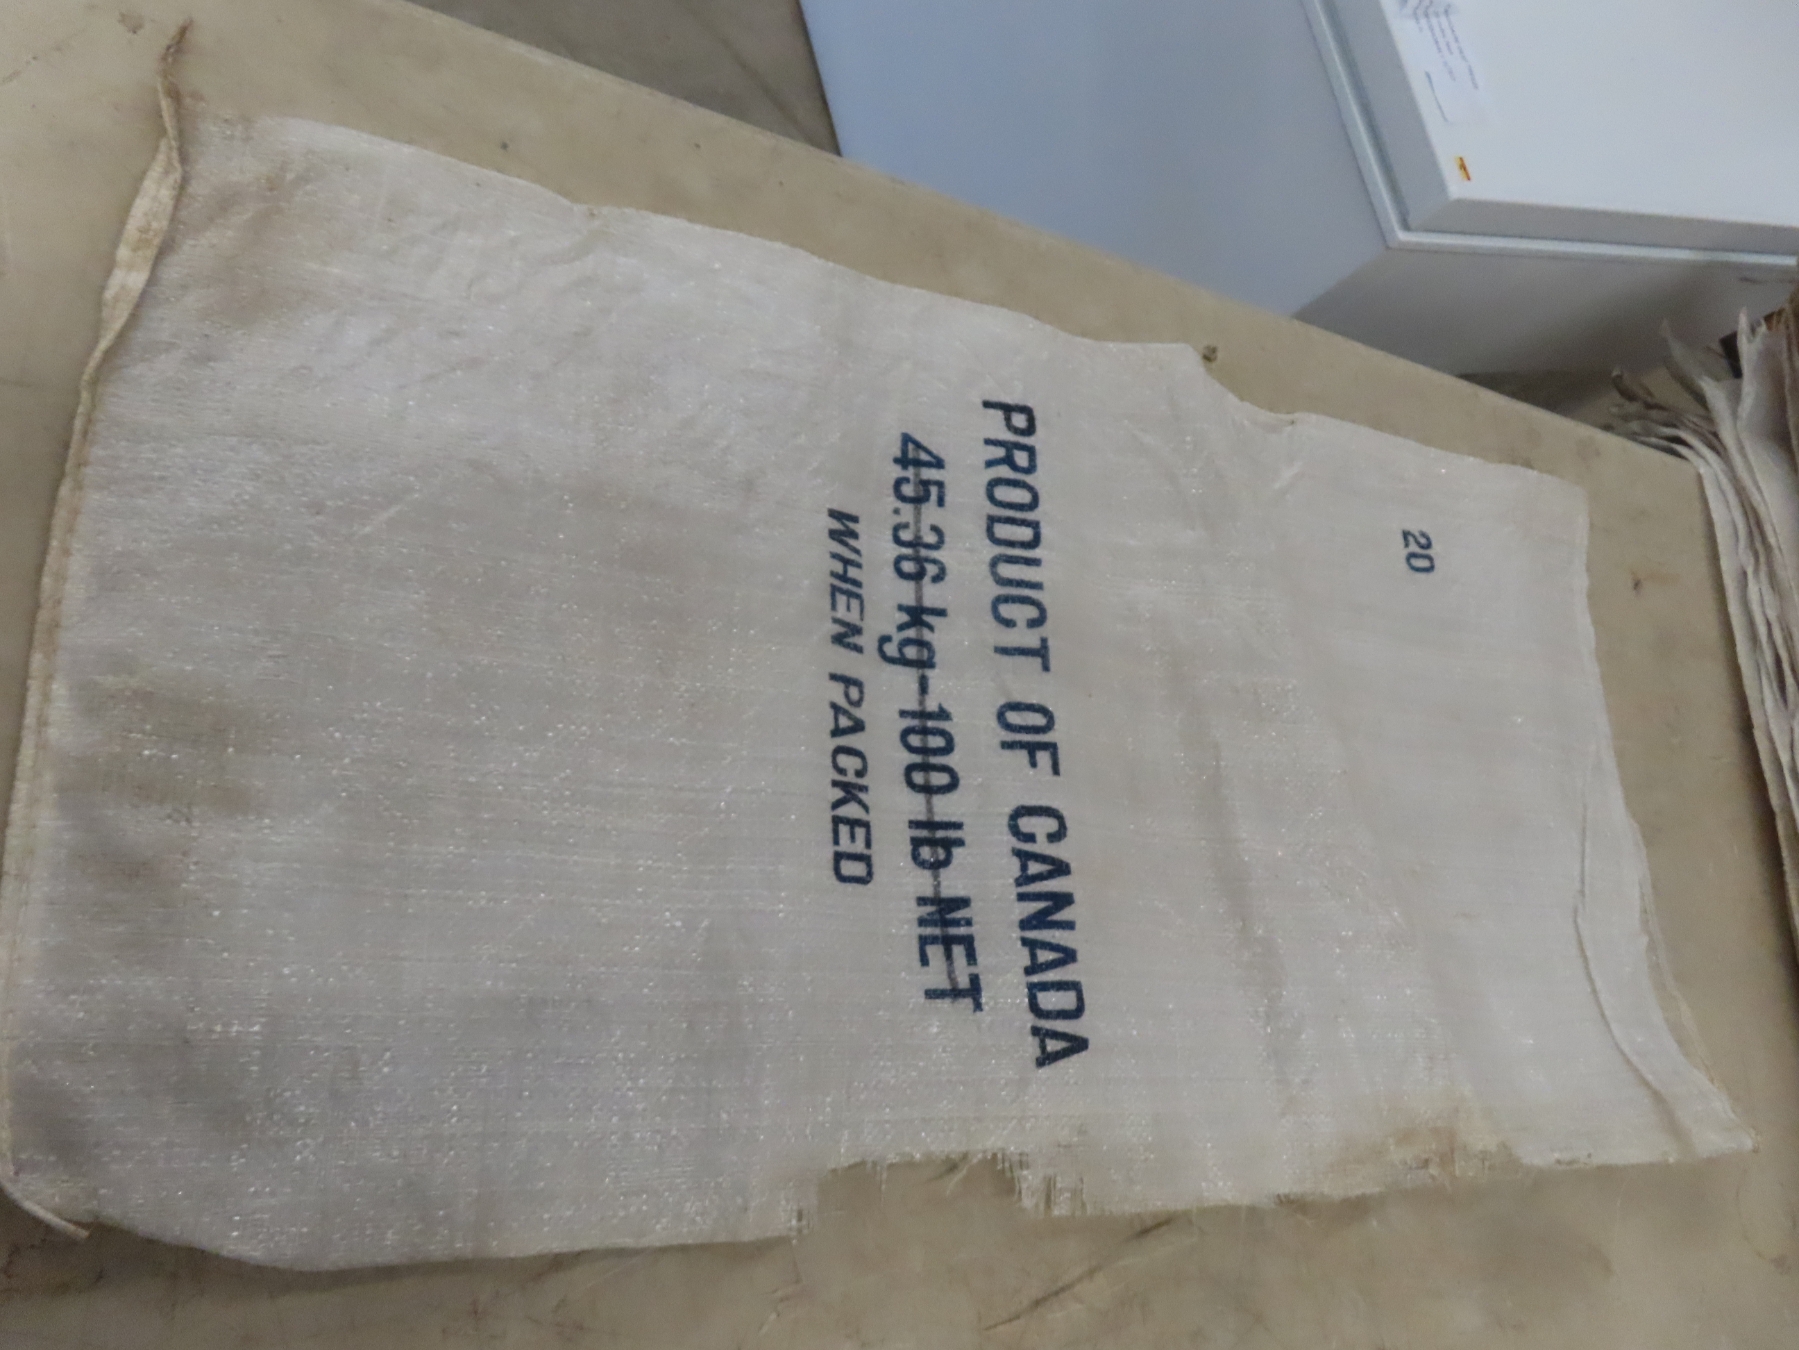 20
PRODUCT OF CANADA
45.36 kg-100 lb NET
WHEN PACKED